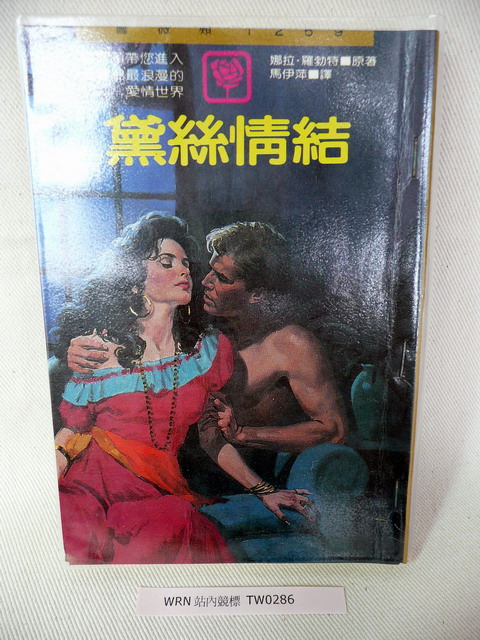 帶您進入
最浪漫的
愛情世界
娜拉·羅勃特■原著
馬伊萍■譯
黛絲情結
WRN 站內競標 TW0286